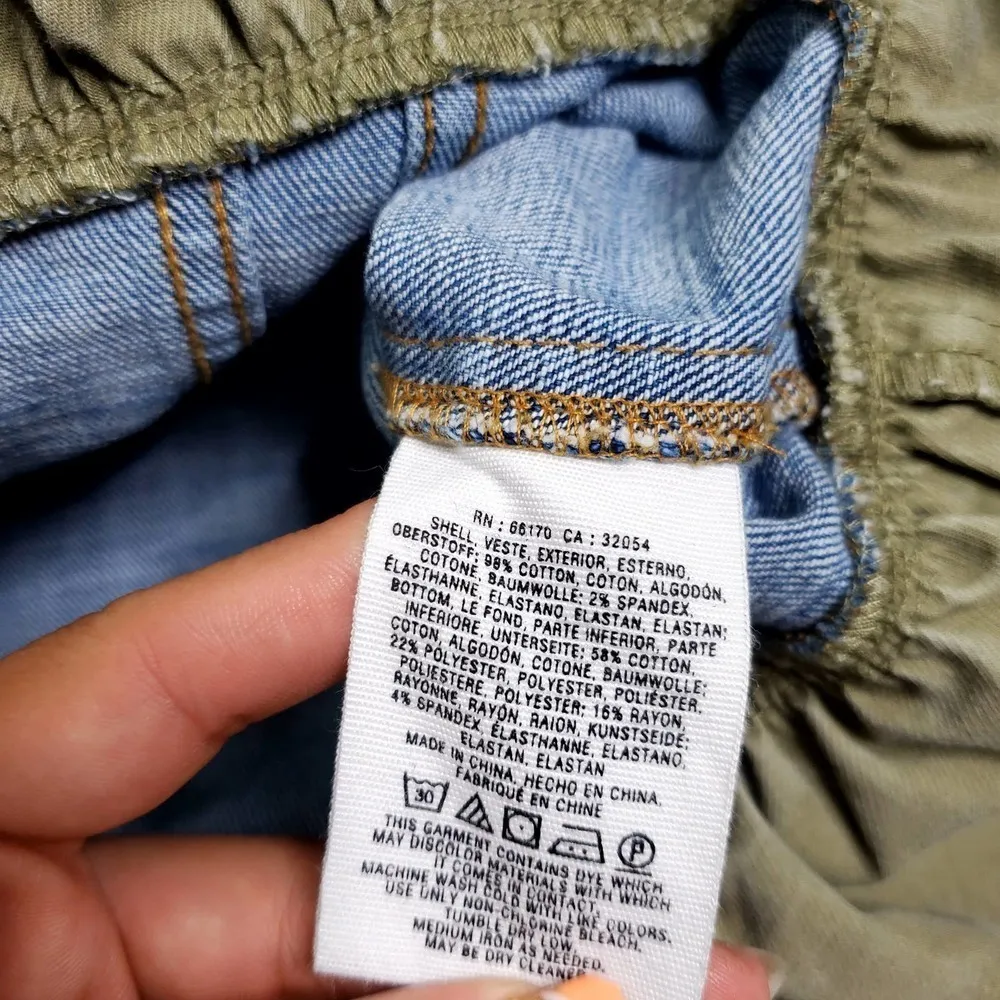 RN : 66170 CA : 32054
SHELL, VESTE, EXTERIOR, ESTERNO,
OBERSTOFF: 98% COTTON, COTON, ALGODÓN,
COTONE, BAUMWOLLE: 2% SPANDEX,
ÉLASTHANNE, ELASTANO, ELASTAN, ELASTAN;
BOTTOM, LE FOND, PARTE INFERIOR, PARTE
INFERIORE, UNTERSEITE: 58% COTTON,
COTON, ALGODÓN, COTONE, BAUMWOLLE;
22% POLYESTER, POLYESTER, POLIÉSTER,
POLIESTERE, POLYESTER; 16% RAYON,
RAYONNE, RAYÓN, RAION, KUNSTSEIDE;
4% SPANDEX, ÉLASTHANNE, ELASTANO,
ELASTAN, ELASTAN
MADE IN CHINA, HECHO EN CHINA,
FABRIQUÉ EN CHINE
30 P
THIS GARMENT CONTAINS DYE WHICH
MAY DISCOLOR MATERIALS WITH WHICH
IT COMES IN CONTACT.
MACHINE WASH COLD WITH LIKE COLORS.
USE ONLY NON-CHLORINE BLEACH.
TUMBLE DRY LOW.
MEDIUM IRON AS NEEDED.
MAY BE DRY CLEANED